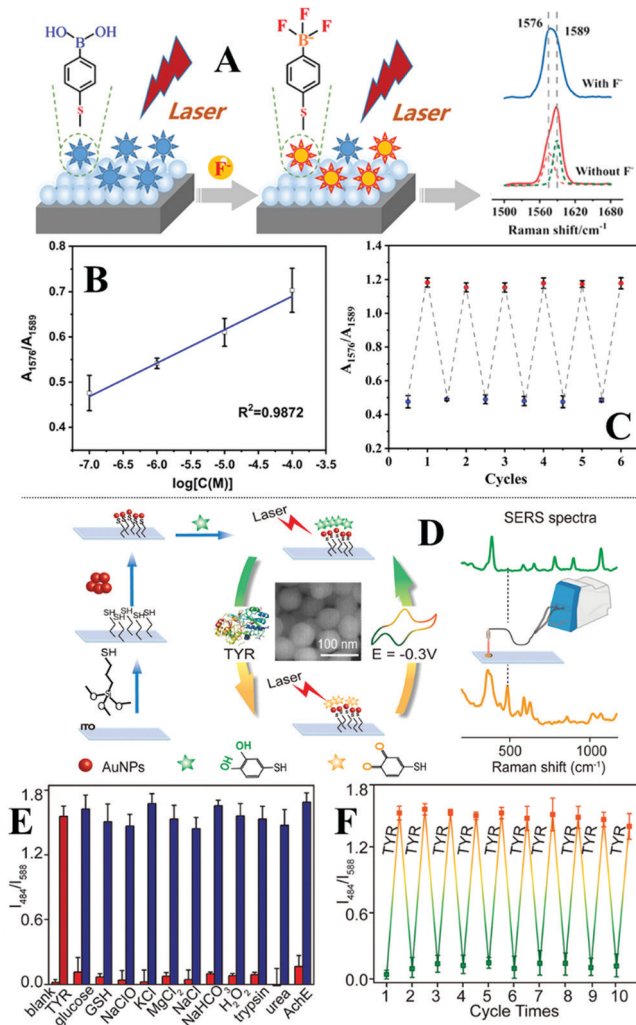 HO
OH
B
A
S
Laser
F⁻
F
F
F
B⁻
S
Laser
1576
1589
With F⁻
Without F⁻
1500
1560
1620
1680
Raman shift/cm⁻¹
B
A₁₅₇₆/A₁₅₈₉
0.8
0.7
0.6
0.5
0.4
R²=0.9872
-7.0
-6.5
-6.0
-5.5
-5.0
-4.5
-4.0
log[C(M)]
C
A₁₅₇₆/A₁₅₈₉
1.4
1.2
1.0
0.8
0.6
0.4
0.2
0
1
2
3
4
5
6
Cycles
D
Laser
SERS spectra
SH
SH
SH
SH
SH
SH
O
Si
O
O
ITO
TYR
100 nm
E = -0.3V
Laser
500
1000
Raman shift (cm⁻¹)
AuNPs
OH
OH
SH
O
O
SH
E
I₄₈₄/I₅₈₈
1.8
1.2
0.6
0.0
blank
TYR
glucose
GSH
NaClO
KCl
MgCl₂
NaCl
NaHCO₃
H₂O₂
trypsin
urea
AchE
F
I₄₈₄/I₅₈₈
1.8
1.2
0.6
0.0
TYR
TYR
TYR
TYR
TYR
TYR
TYR
TYR
TYR
TYR
1
2
3
4
5
6
7
8
9
10
Cycle Times